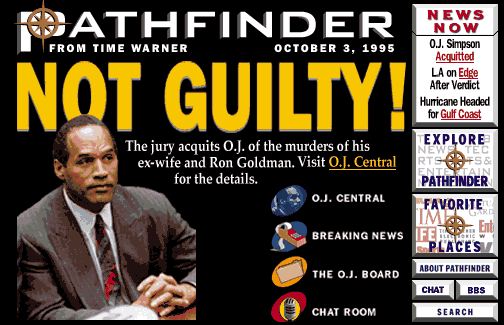 PATHFINDER
FROM TIME WARNER
OCTOBER 3, 1995
NOT GUILTY!
The jury acquits O.J. of the murders of his
ex-wife and Ron Goldman. Visit O.J. Central
for the details.
O.J. CENTRAL
BREAKING NEWS
THE O.J. BOARD
CHAT ROOM
NEWS
NOW
O.J. Simpson
Acquitted
L.A on Edge
After Verdict
Hurricane Headed
for Gulf Coast
EXPLORE
PATHFINDER
FAVORITE
PLACES
ABOUT PATHFINDER
CHAT
BBS
SEARCH